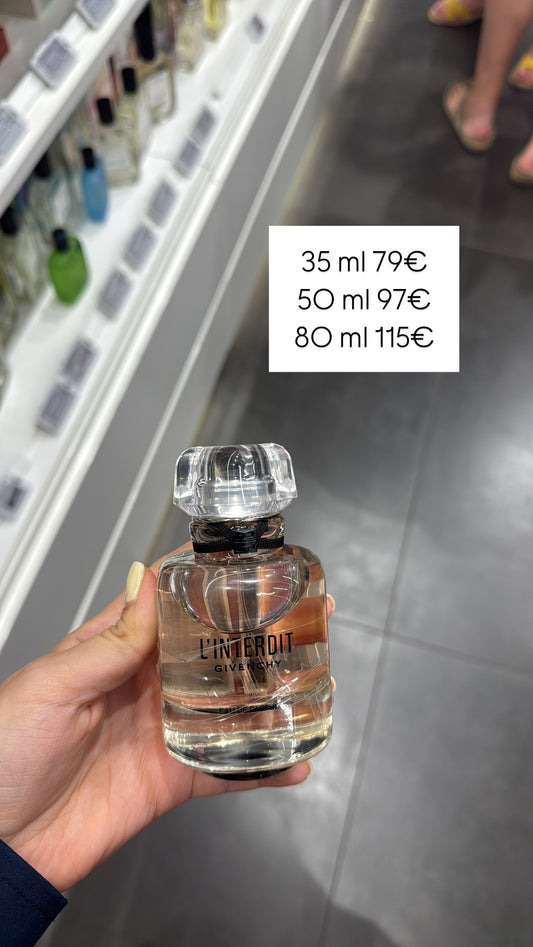 35 ml 79€
50 ml 97€
80 ml 115€
L'INTERDIT
GIVENCHY